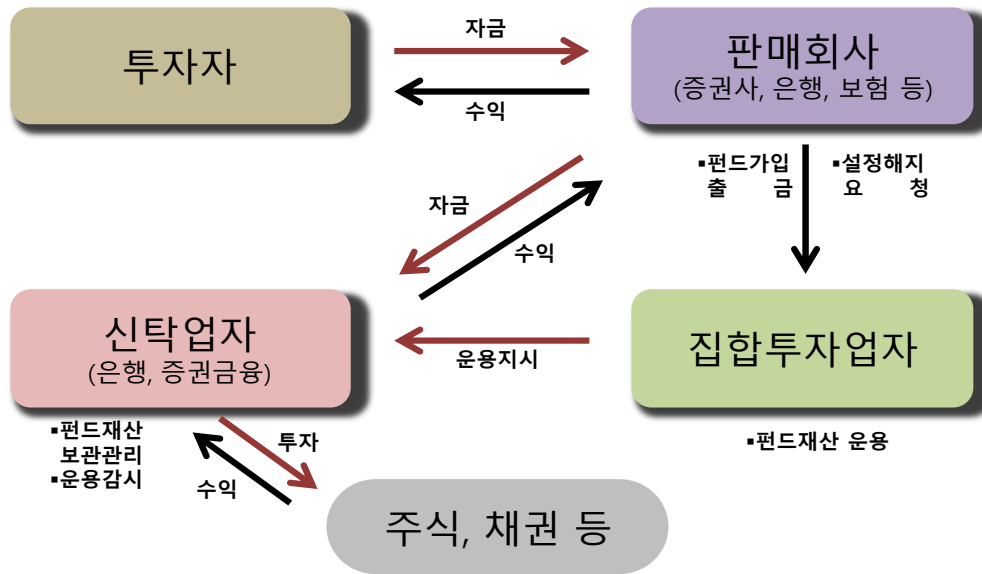 자금
투자자
판매회사
(증권사, 은행, 보험 등)
수익
▪펀드가입
출 금
▪설정해지
요 청
자금
수익
신탁업자
(은행, 증권금융)
운용지시
집합투자업자
▪펀드재산
보관관리
▪운용감시
투자
수익
▪펀드재산 운용
주식, 채권 등